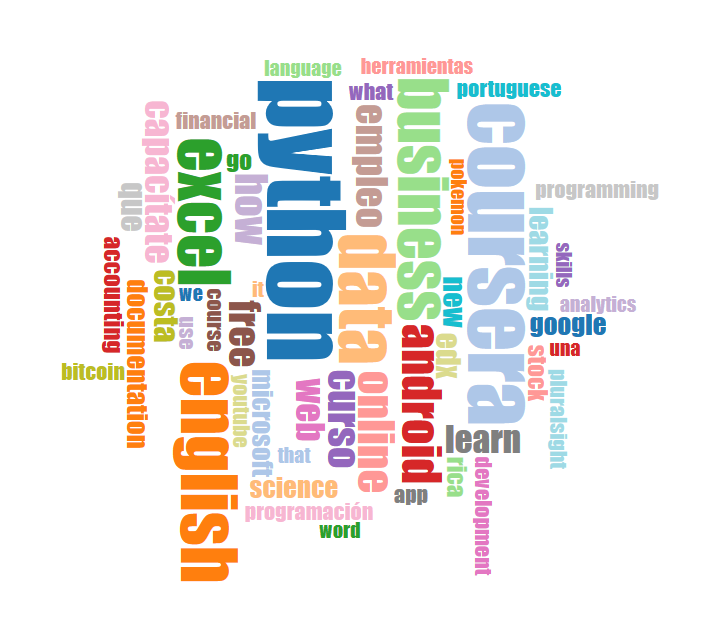 language
herramientas
python
business
what
portuguese
capacítate
financial
empleo
coursera
excel
go
pokemon
how
programming
que
learning
accounting
data
skills
costa
new
documentation
it
we
course
analytics
free
use
google
android
edx
una
stock
english
bitcoin
microsoft
curso
online
pluralsight
youtube
web
learn
that
rica
development
science
app
programación
word